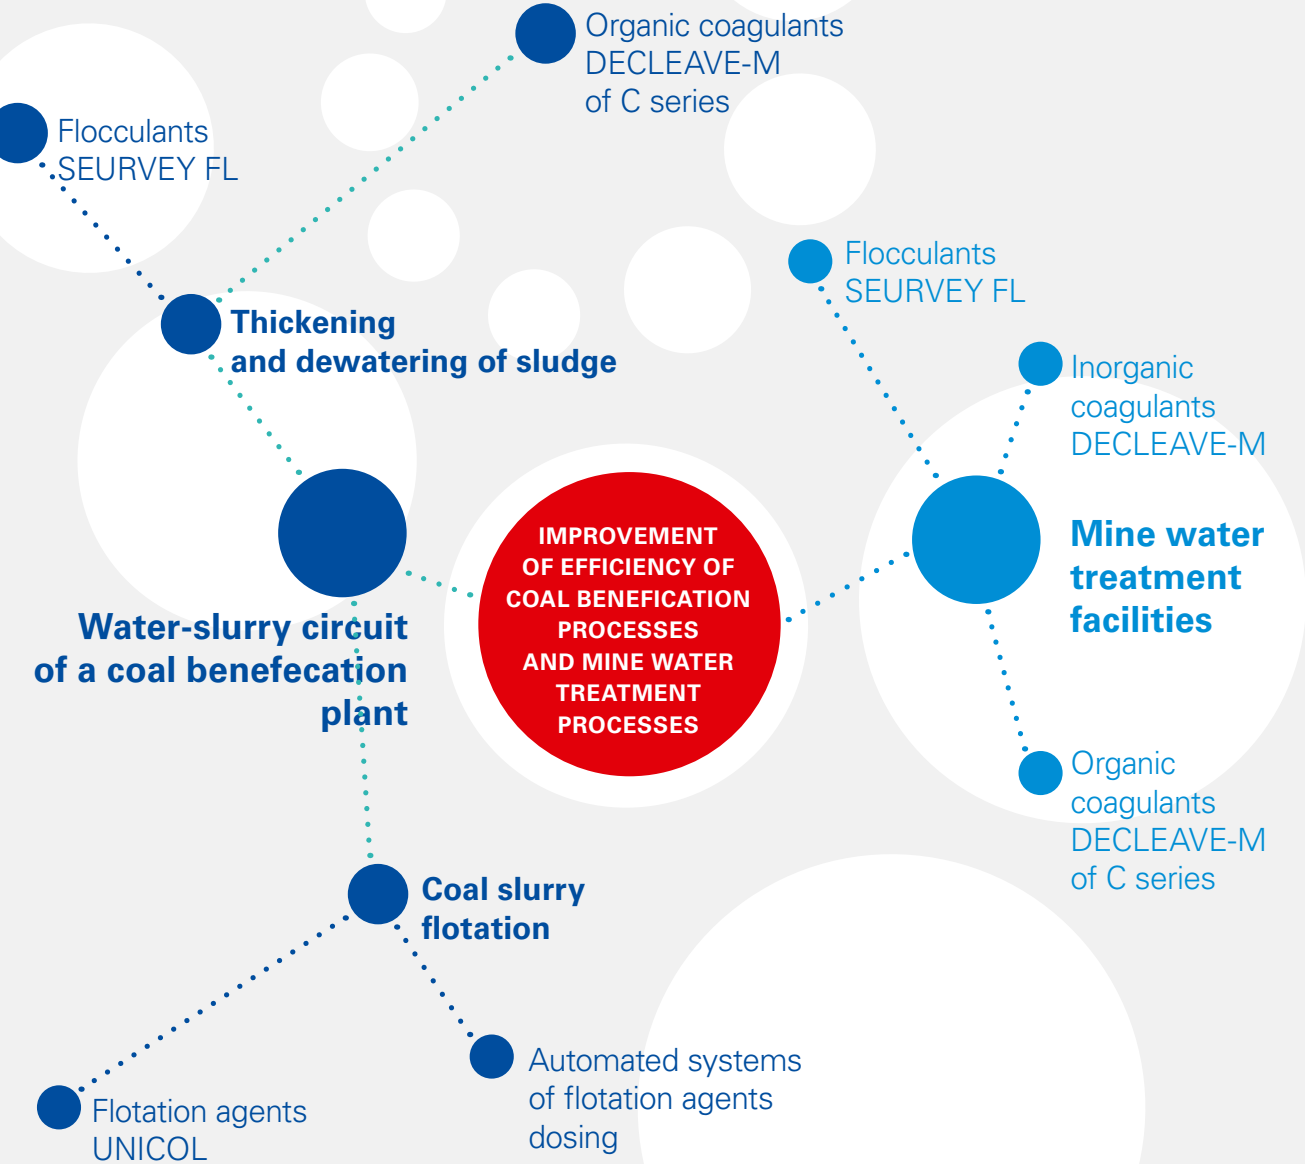 Organic coagulants
DECLEAVE-M
of C series
Flocculants
SEURVEY FL
Thickening
and dewatering of sludge
Water-slurry circuit
of a coal benefecation
plant
IMPROVEMENT
OF EFFICIENCY OF
COAL BENEFICATION
PROCESSES
AND MINE WATER
TREATMENT
PROCESSES
Flocculants
SEURVEY FL
Inorganic
coagulants
DECLEAVE-M
Mine water
treatment
facilities
Organic
coagulants
DECLEAVE-M
of C series
Coal slurry
flotation
Flotation agents
UNICOL
Automated systems
of flotation agents
dosing